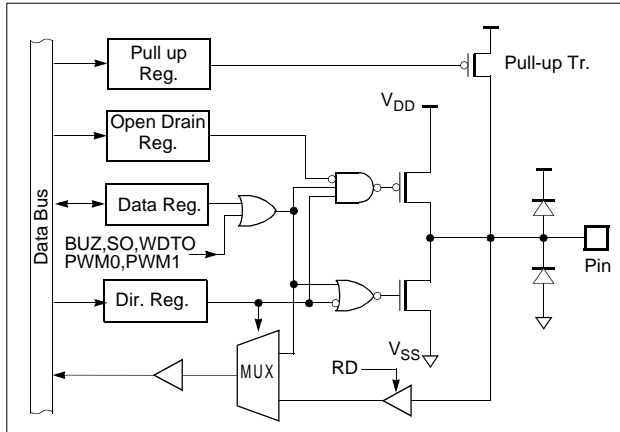 Pull up
Reg.
Pull-up Tr.
VDD
Open Drain
Reg.
Data Bus
Data Reg.
BUZ,SO,WDTO
PWM0,PWM1
Pin
Dir. Reg.
VSS
MUX
RD